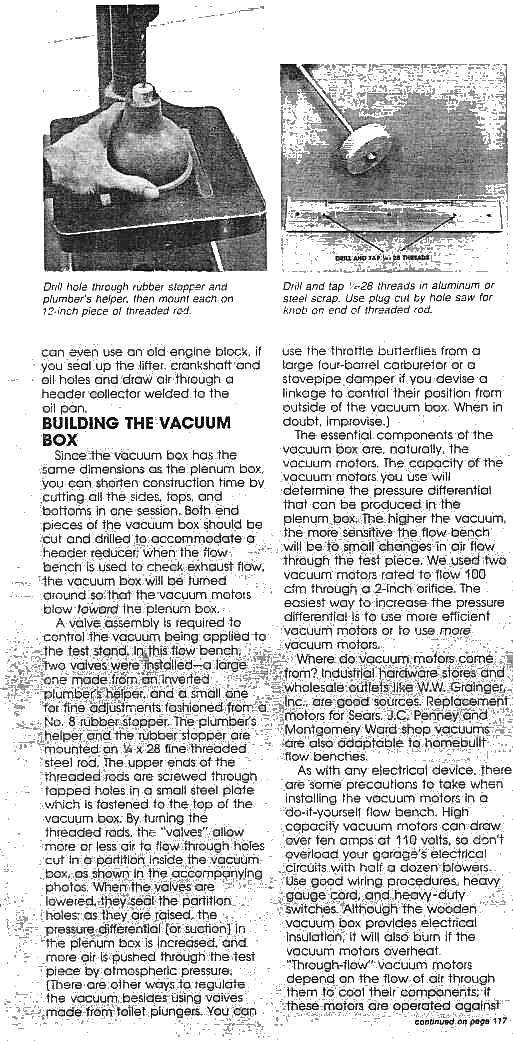 Drill hole through rubber stopper and
plumber's helper, then mount each on
12-inch piece of threaded rod.
DRILL AND TAP ¼-28 THREADS
Drill and tap ¼-28 threads in aluminum or
steel scrap. Use plug cut by hole saw for
knob on end of threaded rod.
can even use an old engine block, if
you seal up the lifter, crankshaft and
oil holes and draw air through a
header collector welded to the
oil pan.
BUILDING THE VACUUM
BOX
Since the vacuum box has the
same dimensions as the plenum box,
you can shorten construction time by
cutting all the sides, tops, and
bottoms in one session. Both end
pieces of the vacuum box should be
cut and drilled to accommodate a
header reducer; when the flow
bench is used to check exhaust flow,
the vacuum box will be turned
around so that the vacuum motors
blow toward the plenum box.
A valve assembly is required to
control the vacuum being applied to
the test stand. In this flow bench,
two valves were installed—a large
one made from an inverted
plumber's helper, and a small one
for fine adjustments fashioned from a
No. 8 rubber stopper. The plumber's
helper and the rubber stopper are
mounted on ¼ x 28 fine threaded
steel rod. The upper ends of the
threaded rods are screwed through
tapped holes in a small steel plate
which is fastened to the top of the
vacuum box. By turning the
threaded rods, the "valves" allow
more or less air to flow through holes
cut in a partition inside the vacuum
box, as shown in the accompanying
photos. When the valves are
lowered, they seal the partition
holes; as they are raised, the
pressure differential (or suction) in
the plenum box is increased, and
more air is pushed through the test
piece by atmospheric pressure.
(There are other ways to regulate
the vacuum besides using valves
made from toilet plungers. You can
use the throttle butterflies from a
large four-barrel carburetor or a
stovepipe damper if you devise a
linkage to control their position from
outside of the vacuum box. When in
doubt, improvise.)
The essential components of the
vacuum box are, naturally, the
vacuum motors. The capacity of the
vacuum motors you use will
determine the pressure differential
that can be produced in the
plenum box. The higher the vacuum,
the more sensitive the flow bench
will be to small changes in air flow
through the test piece. We used two
vacuum motors rated to flow 100
cfm through a 2-inch orifice. The
easiest way to increase the pressure
differential is to use more efficient
vacuum motors or to use more
vacuum motors.
Where do vacuum motors come
from? Industrial hardware stores and
wholesale outlets like W.W. Grainger,
Inc., are good sources. Replacement
motors for Sears, J.C. Penney and
Montgomery Ward shop vacuums
are also adaptable to homebuilt
flow benches.
As with any electrical device, there
are some precautions to take when
installing the vacuum motors in a
do-it-yourself flow bench. High
capacity vacuum motors can draw
over ten amps at 110 volts, so don't
overload your garage's electrical
circuits with half a dozen blowers.
Use good wiring procedures, heavy
gauge cord, and heavy-duty
switches. Although the wooden
vacuum box provides electrical
insulation, it will also burn if the
vacuum motors overheat.
"Through-flow" vacuum motors
depend on the flow of air through
them to cool their components; if
these motors are operated against
continued on page 117